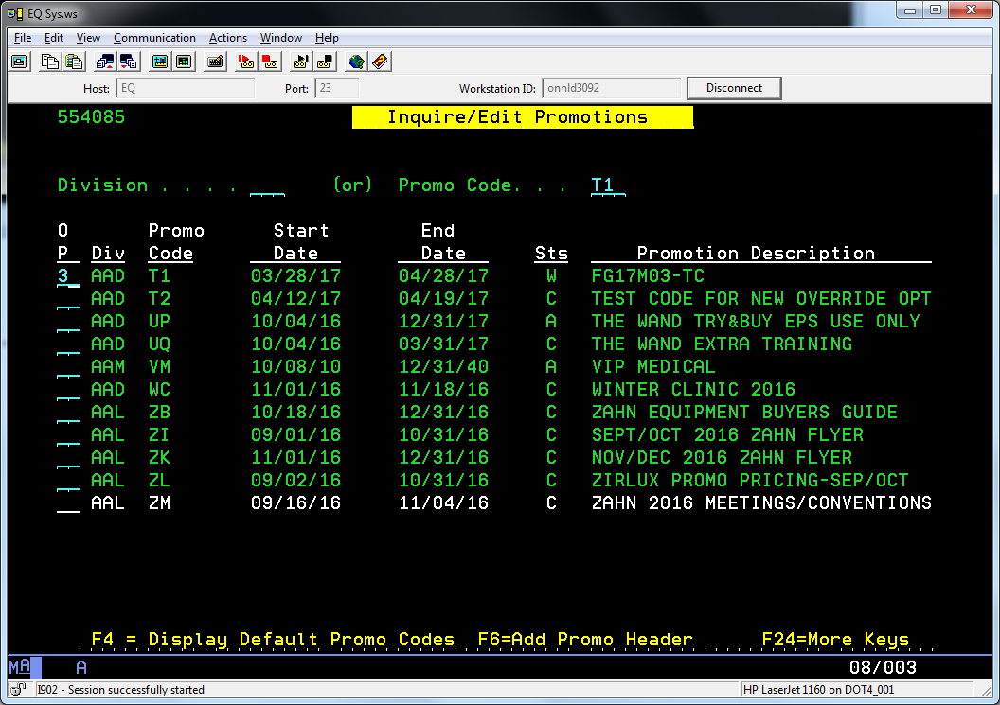 EQ Sys.ws
File Edit View Communication Actions Window Help
Host: EQ Port: 23 Workstation ID: onnld3092 Disconnect
554085 Inquire/Edit Promotions
Division . . . . ___ (or) Promo Code. . . T1
O Promo Start End
P Div Code Date Date Sts Promotion Description
3 AAD T1 03/28/17 04/28/17 W FG17M03-TC
AAD T2 04/12/17 04/19/17 C TEST CODE FOR NEW OVERRIDE OPT
AAD UP 10/04/16 12/31/17 A THE WAND TRY&BUY EPS USE ONLY
AAD UQ 10/04/16 03/31/17 C THE WAND EXTRA TRAINING
AAM VM 10/08/10 12/31/40 A VIP MEDICAL
AAD WC 11/01/16 11/18/16 C WINTER CLINIC 2016
AAL ZB 10/18/16 12/31/16 C ZAHN EQUIPMENT BUYERS GUIDE
AAL ZI 09/01/16 10/31/16 C SEPT/OCT 2016 ZAHN FLYER
AAL ZK 11/01/16 12/31/16 C NOV/DEC 2016 ZAHN FLYER
AAL ZL 09/02/16 10/31/16 C ZIRLUX PROMO PRICING-SEP/OCT
AAL ZM 09/16/16 11/04/16 C ZAHN 2016 MEETINGS/CONVENTIONS
F4 = Display Default Promo Codes F6=Add Promo Header F24=More Keys
MA A 08/003
I902 - Session successfully started HP LaserJet 1160 on DOT4_001